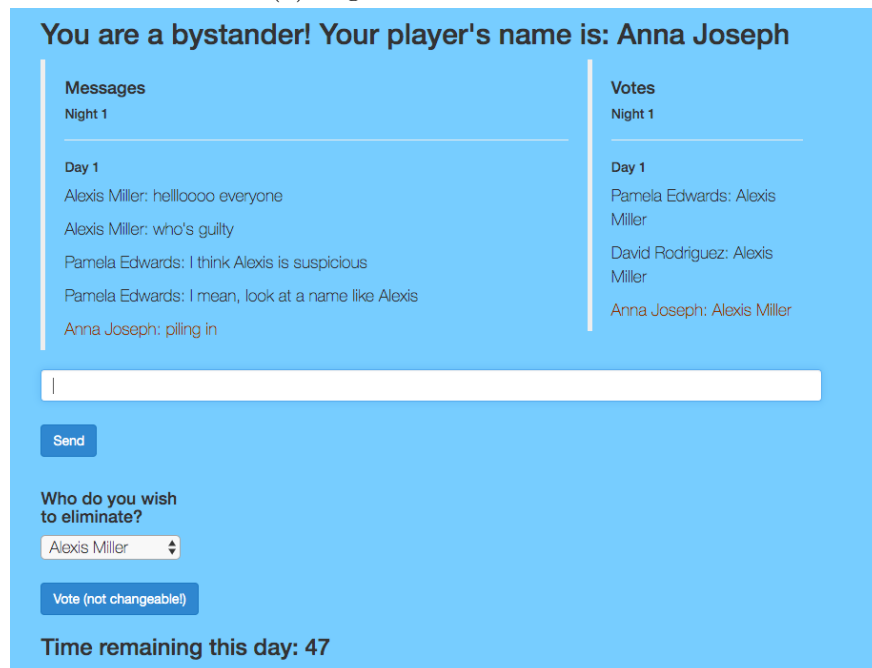 You are a bystander! Your player's name is: Anna Joseph
Messages
Night 1
Day 1
Alexis Miller: hellloooo everyone
Alexis Miller: who's guilty
Pamela Edwards: I think Alexis is suspicious
Pamela Edwards: I mean, look at a name like Alexis
Anna Joseph: piling in
Votes
Night 1
Day 1
Pamela Edwards: Alexis
Miller
David Rodriguez: Alexis
Miller
Anna Joseph: Alexis Miller
Send
Who do you wish
to eliminate?
Alexis Miller
Vote (not changeable!)
Time remaining this day: 47